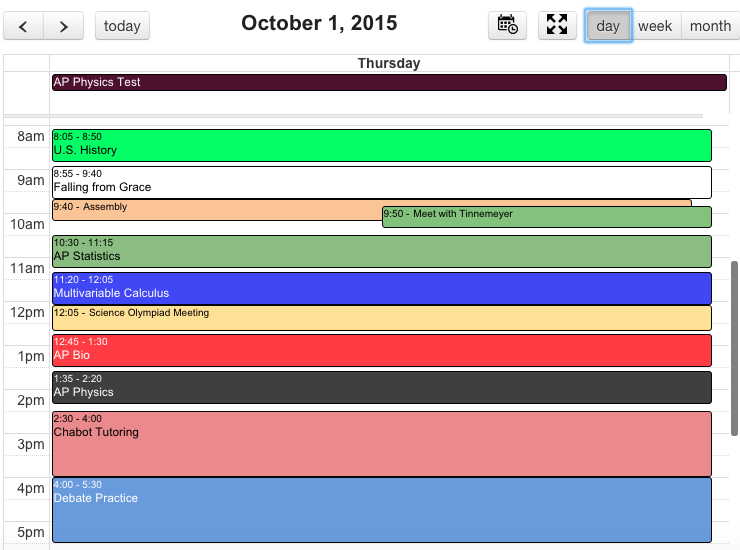 today
October 1, 2015
day
week
month
Thursday
AP Physics Test
8am
8:05 - 8:50
U.S. History
9am
8:55 - 9:40
Falling from Grace
9:40 - Assembly
9:50 - Meet with Tinnemeyer
10am
10:30 - 11:15
AP Statistics
11am
11:20 - 12:05
Multivariable Calculus
12pm
12:05 - Science Olympiad Meeting
12:45 - 1:30
AP Bio
1pm
1:35 - 2:20
AP Physics
2pm
2:30 - 4:00
Chabot Tutoring
3pm
4pm
4:00 - 5:30
Debate Practice
5pm